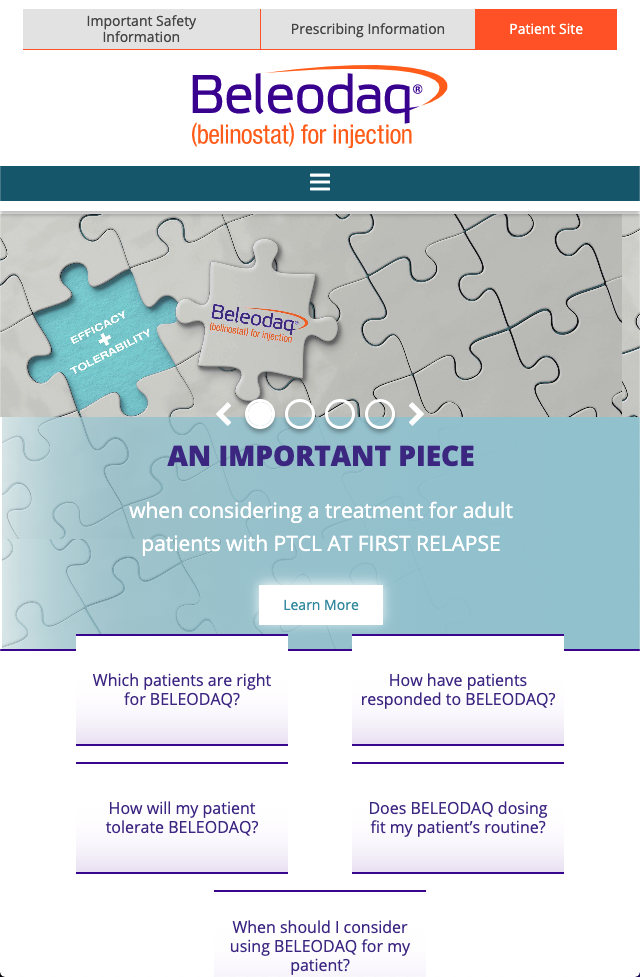 Important Safety
Information
Prescribing Information
Patient Site
Beleodaq®
(belinostat) for injection
EFFICACY
+
TOLERABILITY
Beleodaq®
(belinostat) for injection
AN IMPORTANT PIECE
when considering a treatment for adult
patients with PTCL AT FIRST RELAPSE
Learn More
Which patients are right
for BELEODAQ?
How have patients
responded to BELEODAQ?
How will my patient
tolerate BELEODAQ?
Does BELEODAQ dosing
fit my patient’s routine?
When should I consider
using BELEODAQ for my
patient?